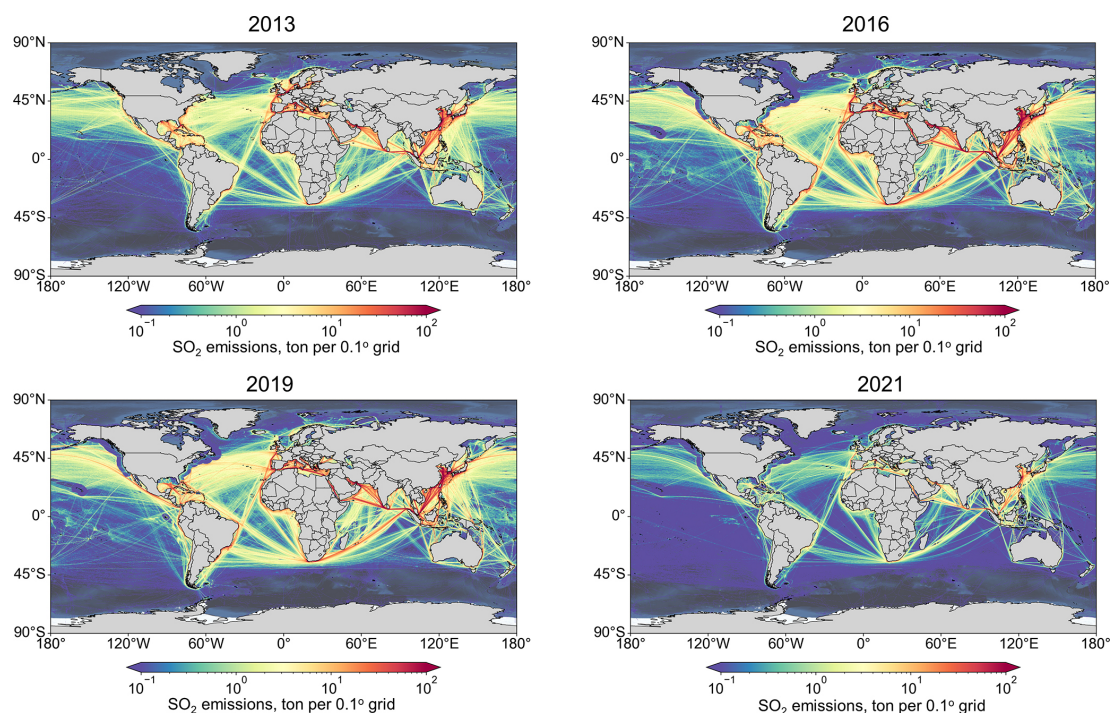 2013
2016
90°N
45°N
0°
45°S
90°S
180°
120°W
60°W
0°
60°E
120°E
180°
90°N
45°N
0°
45°S
90°S
180°
120°W
60°W
0°
60°E
120°E
180°
10⁻¹
10⁰
10¹
10²
SO₂ emissions, ton per 0.1° grid
10⁻¹
10⁰
10¹
10²
SO₂ emissions, ton per 0.1° grid
2019
2021
90°N
45°N
0°
45°S
90°S
180°
120°W
60°W
0°
60°E
120°E
180°
90°N
45°N
0°
45°S
90°S
180°
120°W
60°W
0°
60°E
120°E
180°
10⁻¹
10⁰
10¹
10²
SO₂ emissions, ton per 0.1° grid
10⁻¹
10⁰
10¹
10²
SO₂ emissions, ton per 0.1° grid